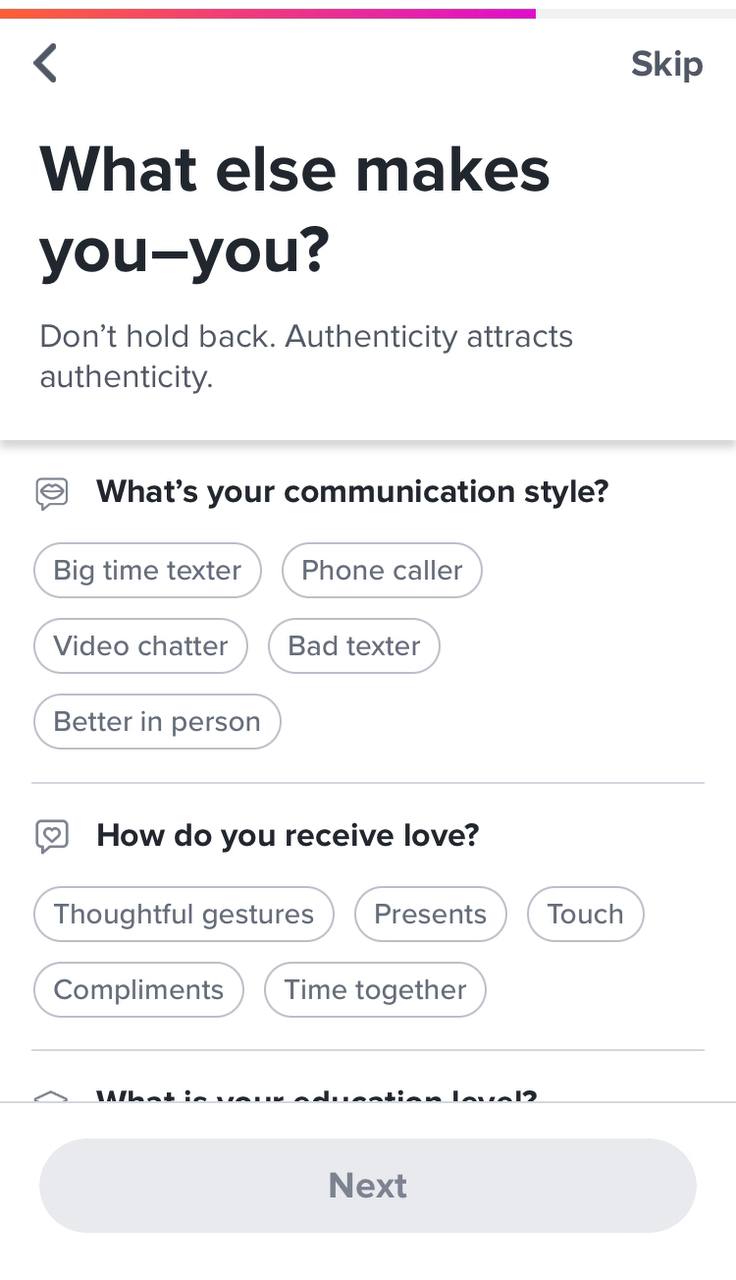 Skip
What else makes
you–you?
Don’t hold back. Authenticity attracts
authenticity.
What’s your communication style?
Big time texter
Phone caller
Video chatter
Bad texter
Better in person
How do you receive love?
Thoughtful gestures
Presents
Touch
Compliments
Time together
What is your education level?
Next